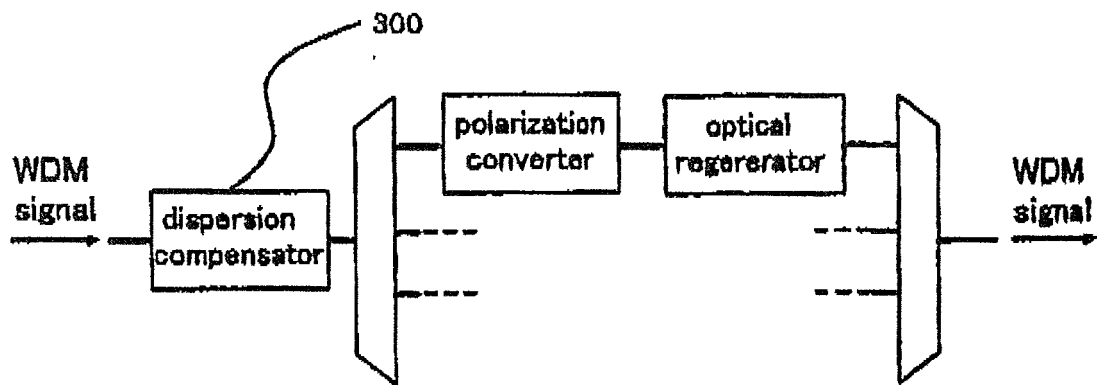 300
polarization
converter
optical
regererator
WDM
signal
dispersion
compensator
WDM
signal